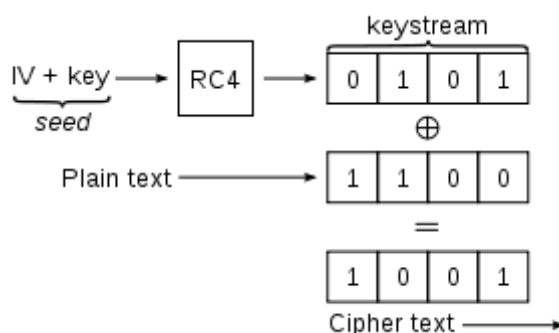 keystream
IV + key
RC4
0 1 0 1
seed
⊕
Plain text
1 1 0 0
=
1 0 0 1
Cipher text